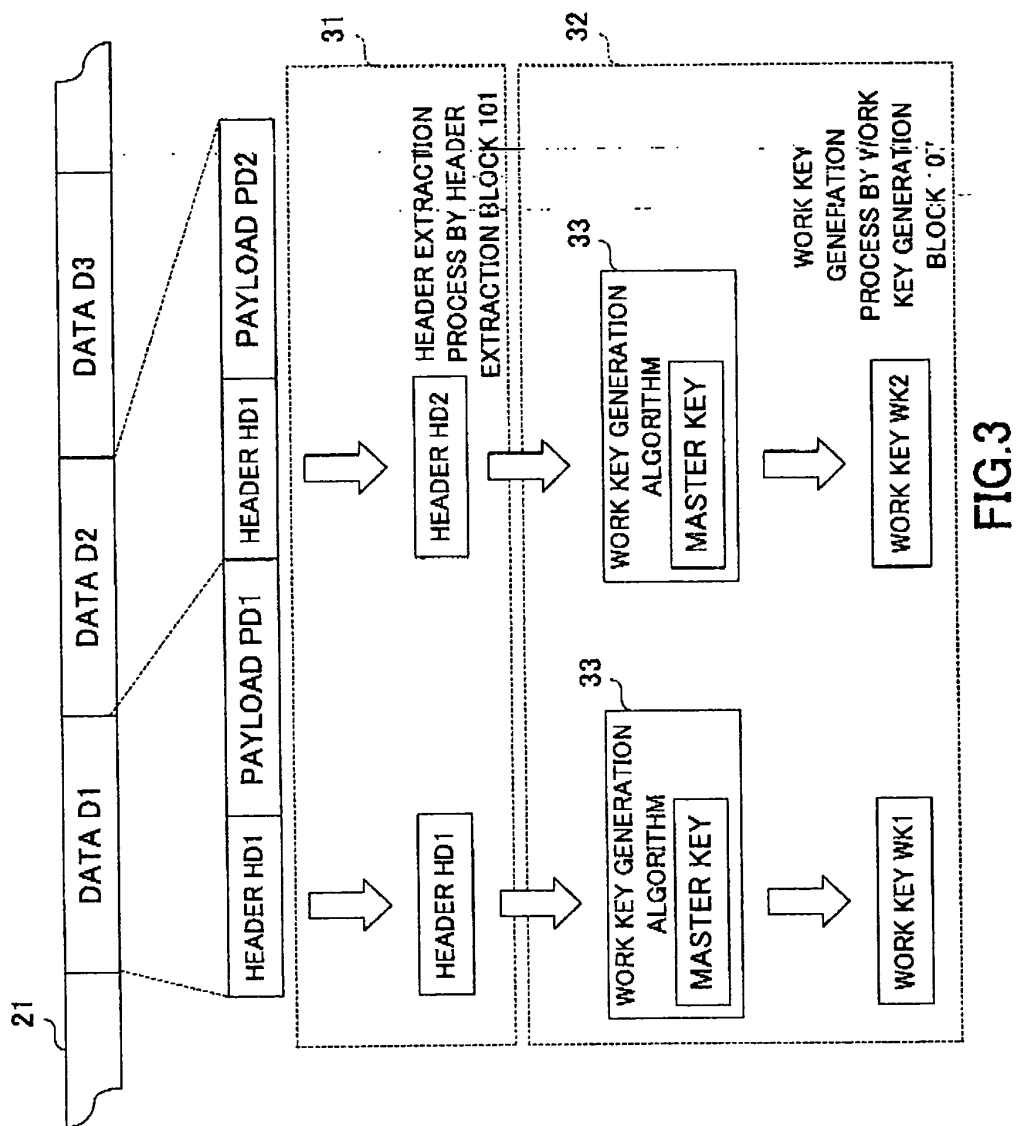 21
DATA D1
DATA D2
DATA D3
HEADER HD1
PAYLOAD PD1
HEADER HD1
PAYLOAD PD2
31
HEADER HD1
HEADER HD2
HEADER EXTRACTION
PROCESS BY HEADER
EXTRACTION BLOCK 101
32
33
WORK KEY GENERATION
ALGORITHM
MASTER KEY
33
WORK KEY GENERATION
ALGORITHM
MASTER KEY
WORK KEY WK1
WORK KEY WK2
WORK KEY
GENERATION
PROCESS BY WORK
KEY GENERATION
BLOCK
FIG.3